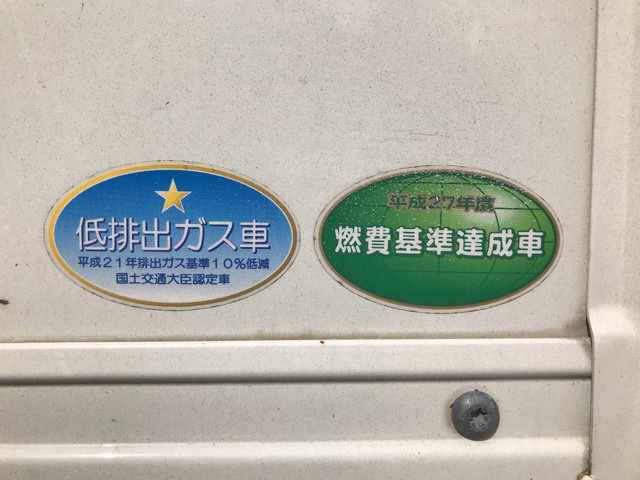 低排出ガス車
平成21年排出ガス基準10%低減
国土交通大臣認定車
平成27年度
燃費基準達成車